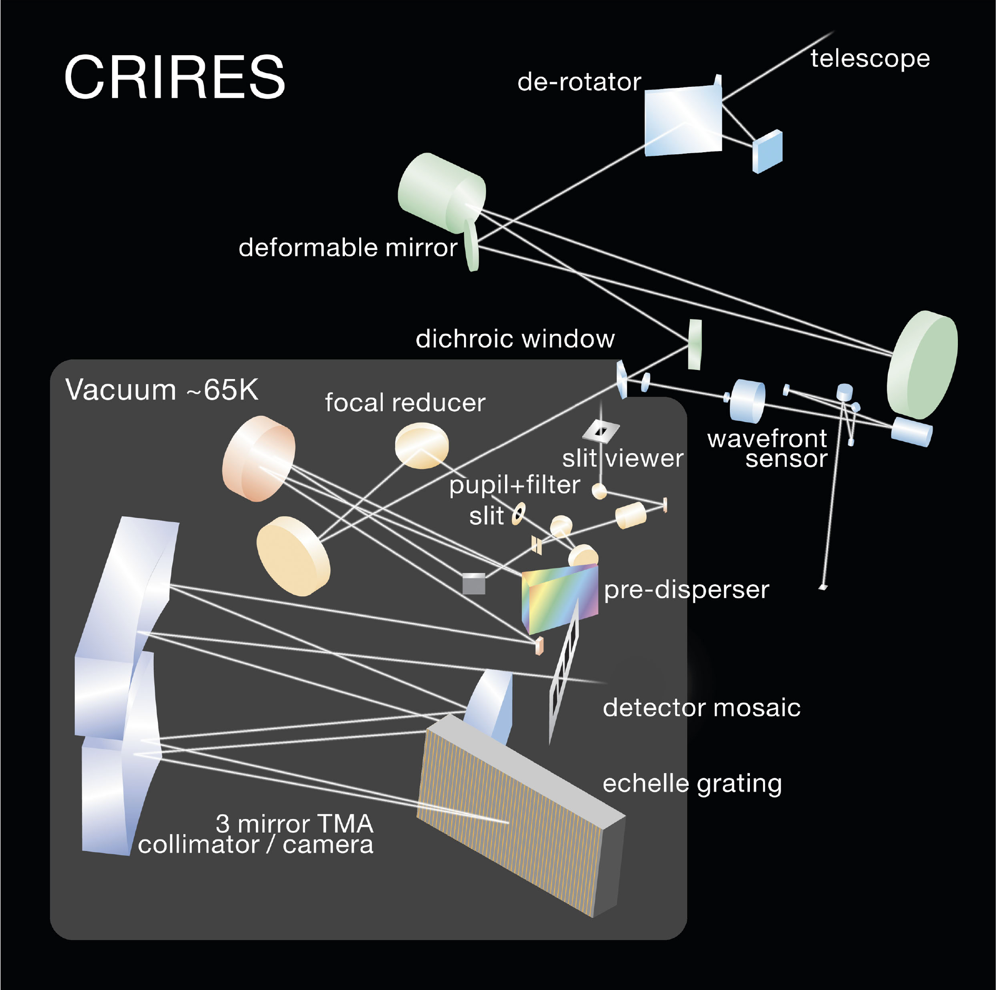 CRIRES
telescope
de-rotator
deformable mirror
dichroic window
Vacuum ~65K
focal reducer
wavefront
sensor
slit viewer
pupil+filter
slit
pre-disperser
detector mosaic
echelle grating
3 mirror TMA
collimator / camera